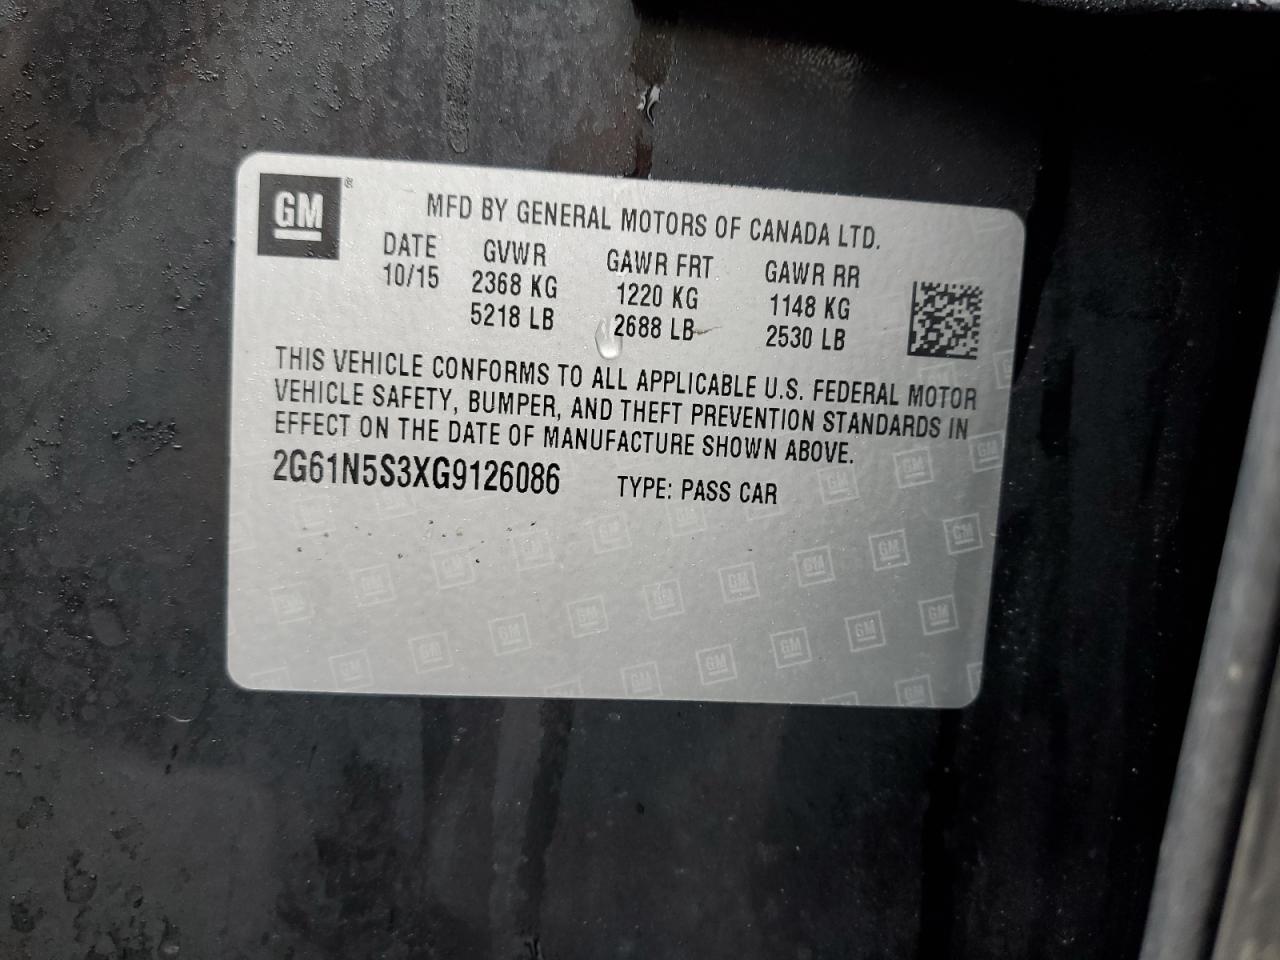 GM
®
MFD BY GENERAL MOTORS OF CANADA LTD.
DATE GVWR GAWR FRT GAWR RR
10/15 2368 KG 1220 KG 1148 KG
5218 LB 2688 LB 2530 LB
THIS VEHICLE CONFORMS TO ALL APPLICABLE U.S. FEDERAL MOTOR
VEHICLE SAFETY, BUMPER, AND THEFT PREVENTION STANDARDS IN
EFFECT ON THE DATE OF MANUFACTURE SHOWN ABOVE.
2G61N5S3XG9126086 TYPE: PASS CAR